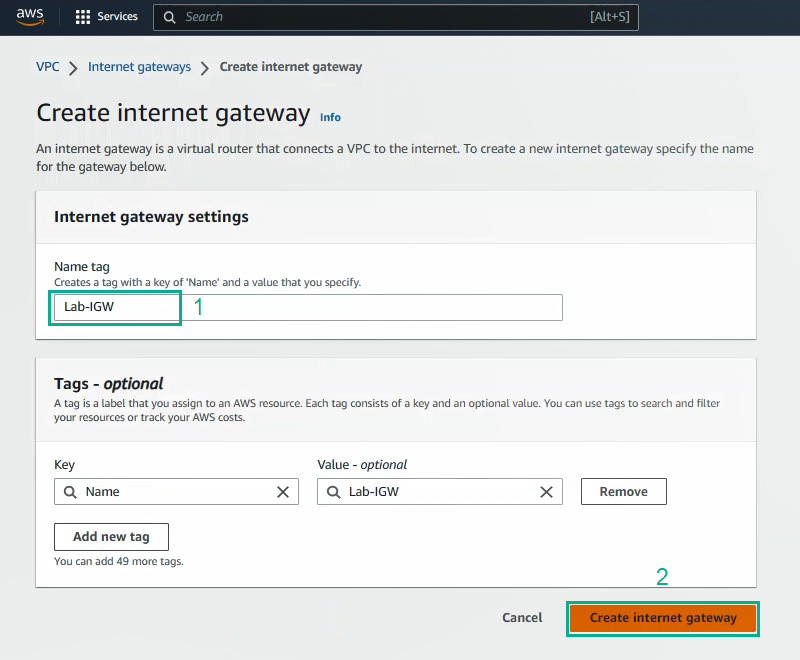 aws
Services
Search
[Alt+S]
VPC
Internet gateways
Create internet gateway
Create internet gateway Info
An internet gateway is a virtual router that connects a VPC to the internet. To create a new internet gateway specify the name
for the gateway below.
Internet gateway settings
Name tag
Creates a tag with a key of 'Name' and a value that you specify.
Lab-IGW
1
Tags - optional
A tag is a label that you assign to an AWS resource. Each tag consists of a key and an optional value. You can use tags to search and filter
your resources or track your AWS costs.
Key
Value - optional
Name
Lab-IGW
Remove
Add new tag
You can add 49 more tags.
2
Cancel
Create internet gateway